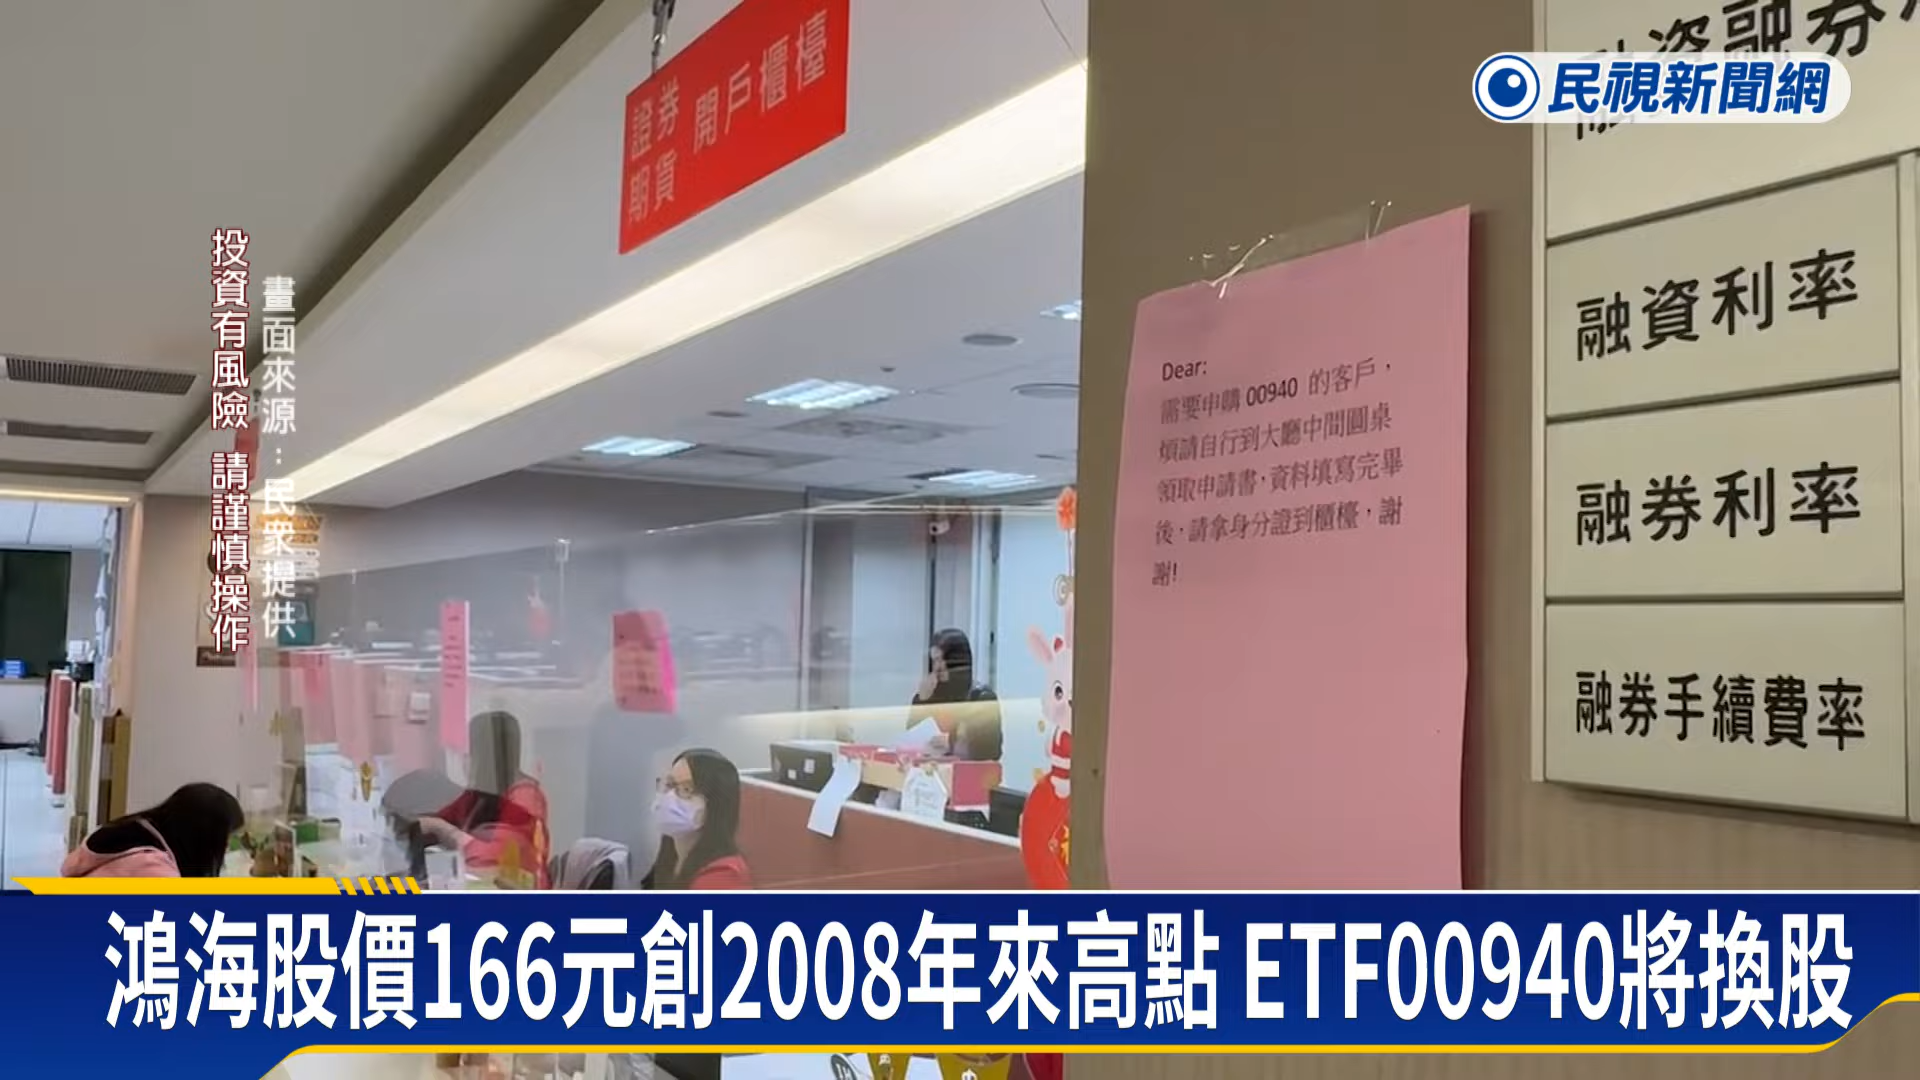 融資融券
民視新聞網
證券
期貨
開戶櫃檯
投資有風險 請謹慎操作
畫面來源：民眾提供
Dear:
需要申購 00940 的客戶，
煩請自行到大廳中間圓桌
領取申請書，資料填寫完畢
後，請拿身分證到櫃檯，謝
謝!
融資利率
融券利率
融券手續費率
鴻海股價166元創2008年來高點 ETF00940將換股